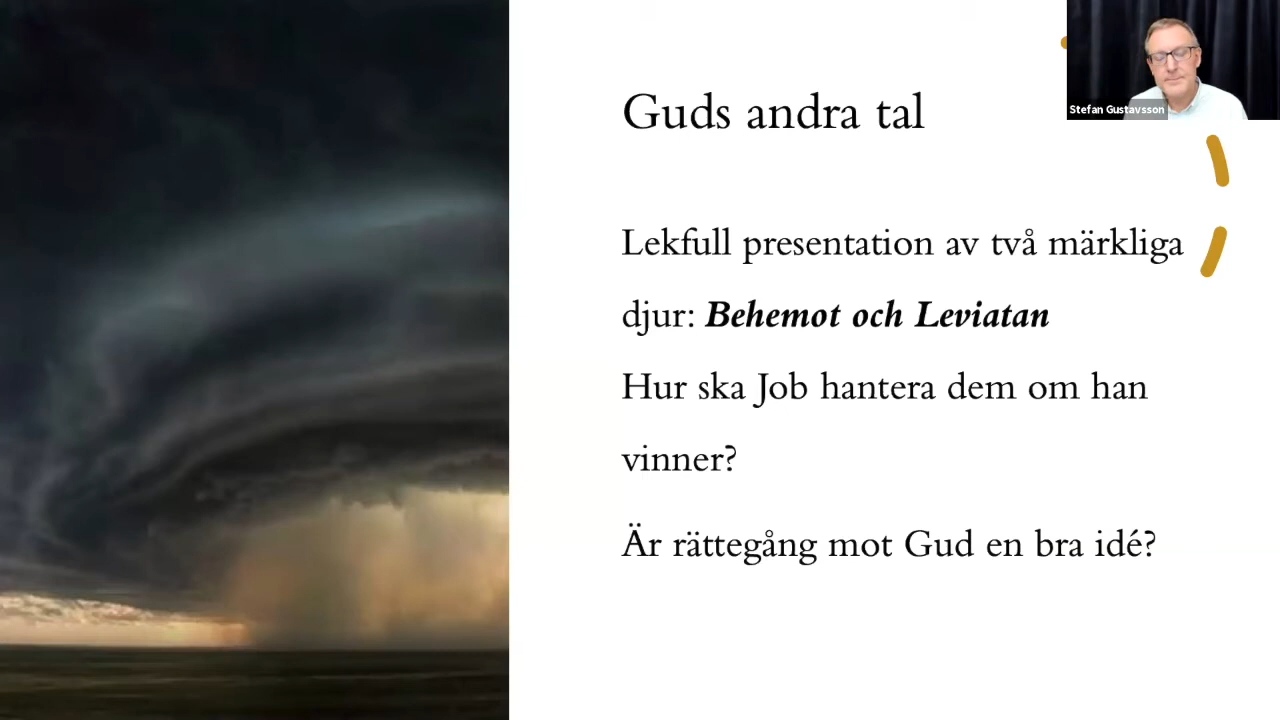 Guds andra tal
Stefan Gustavsson
Lekfull presentation av två märkliga
djur: Behemot och Leviatan
Hur ska Job hantera dem om han
vinner?
Är rättegång mot Gud en bra idé?